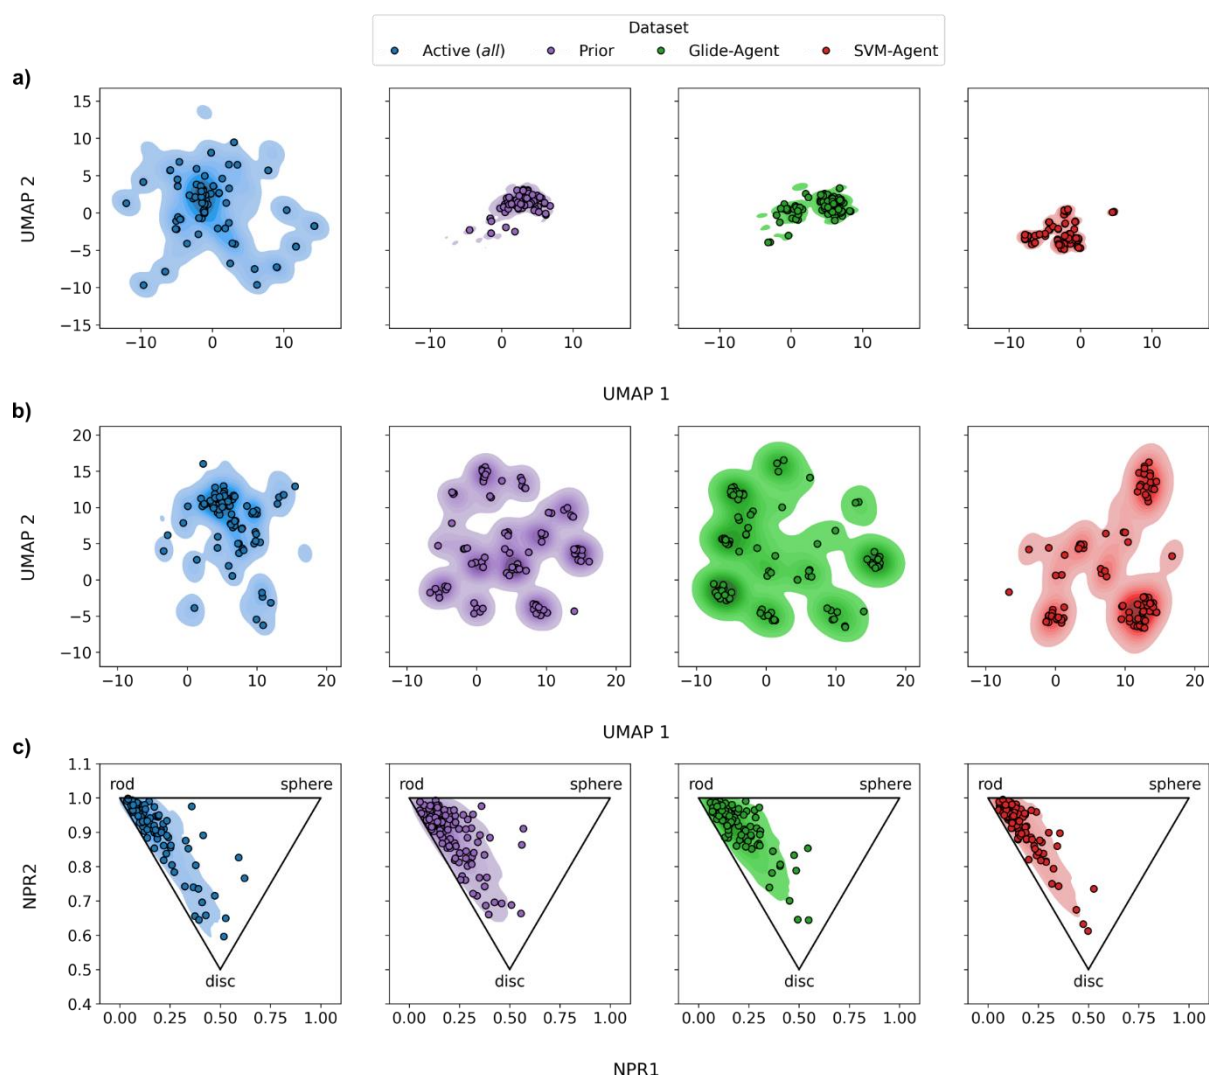 Dataset
Active (all) Prior Glide-Agent SVM-Agent
a)
15
10
5
0
−5
−10
−15
UMAP 2
−10 0 10 −10 0 10 −10 0 10 −10 0 10
UMAP 1
b)
20
15
10
5
0
−5
−10
UMAP 2
−10 0 10 20 −10 0 10 20 −10 0 10 20 −10 0 10 20
UMAP 1
c)
1.1
1.0
0.9
0.8
0.7
0.6
0.5
0.4
NPR2
rod sphere rod sphere rod sphere rod sphere
disc disc disc disc
0.00 0.25 0.50 0.75 1.00 0.00 0.25 0.50 0.75 1.00 0.00 0.25 0.50 0.75 1.00 0.00 0.25 0.50 0.75 1.00
NPR1